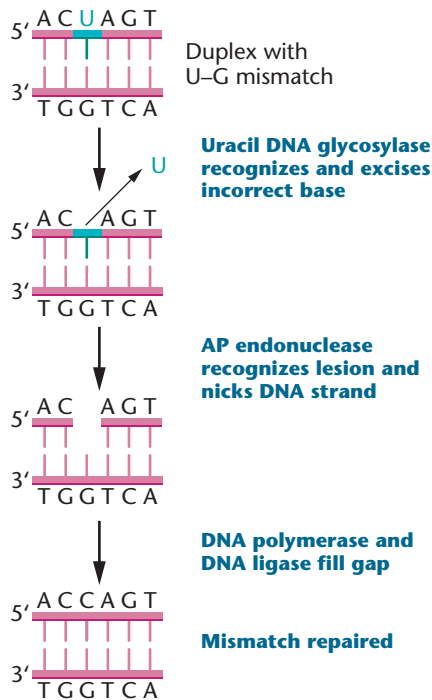 A C U A G T
5′
Duplex with
U–G mismatch
3′
T G G T C A
Uracil DNA glycosylase
recognizes and excises
incorrect base
U
A C A G T
5′
3′
T G G T C A
AP endonuclease
recognizes lesion and
nicks DNA strand
A C A G T
5′
3′
T G G T C A
DNA polymerase and
DNA ligase fill gap
A C C A G T
5′
Mismatch repaired
3′
T G G T C A